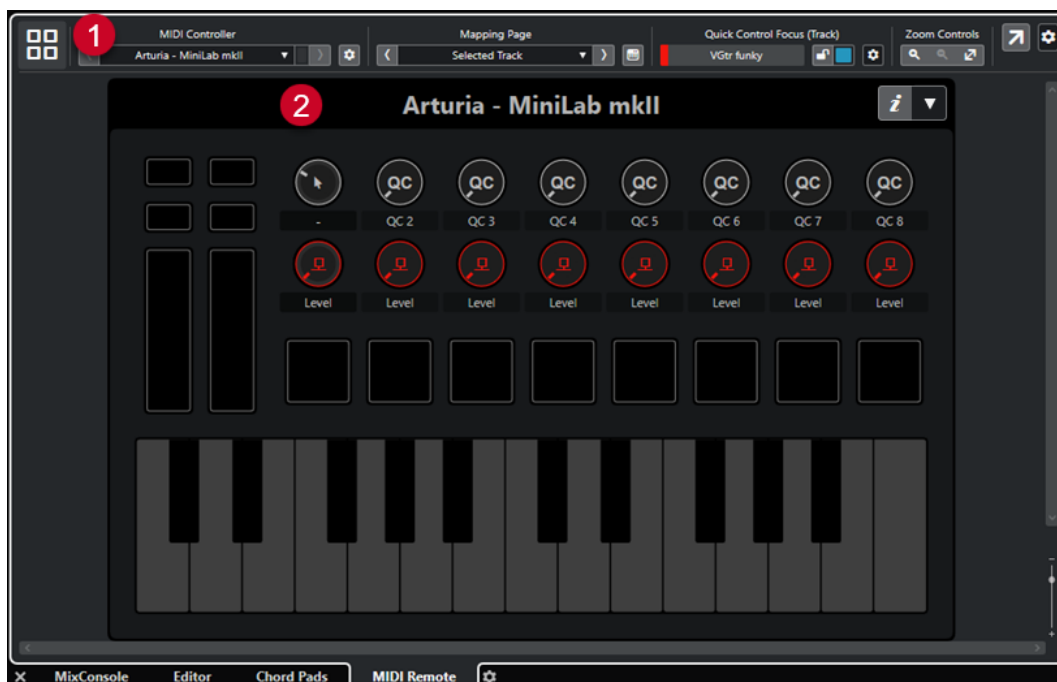 1
MIDI Controller
Mapping Page
Quick Control Focus (Track)
Zoom Controls
Arturia - MiniLab mkII
Selected Track
VGtr funky
2
Arturia - MiniLab mkII
i
QC QC QC QC QC QC QC
- QC 2 QC 3 QC 4 QC 5 QC 6 QC 7 QC 8
Level Level Level Level Level Level Level Level
X MixConsole Editor Chord Pads MIDI Remote